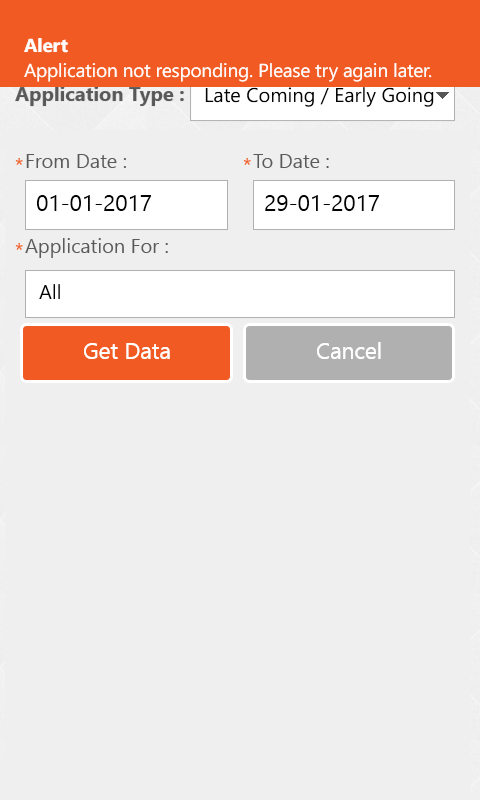 Alert
Application not responding. Please try again later.
Application Type : Late Coming / Early Going
*From Date : *To Date :
01-01-2017 29-01-2017
*Application For :
All
Get Data Cancel